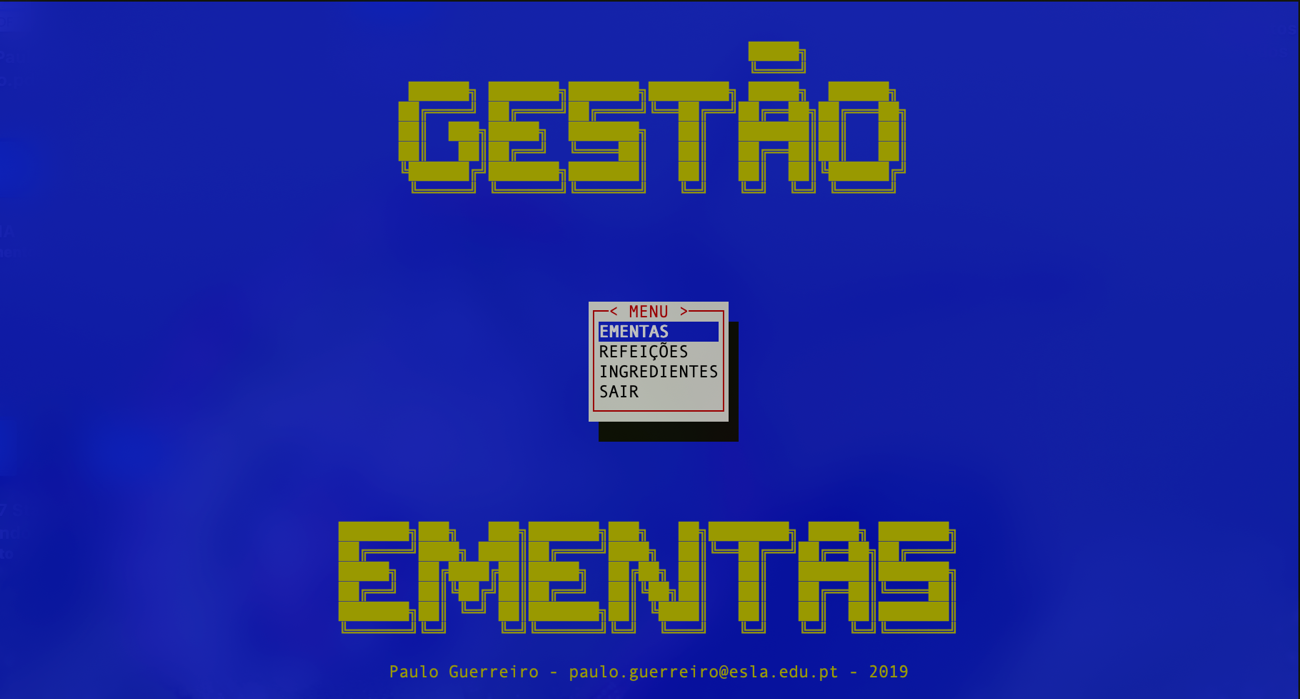 GESTÃO
< MENU >
EMENTAS
REFEIÇÕES
INGREDIENTES
SAIR
EMENTAS
Paulo Guerreiro - paulo.guerreiro@esla.edu.pt - 2019